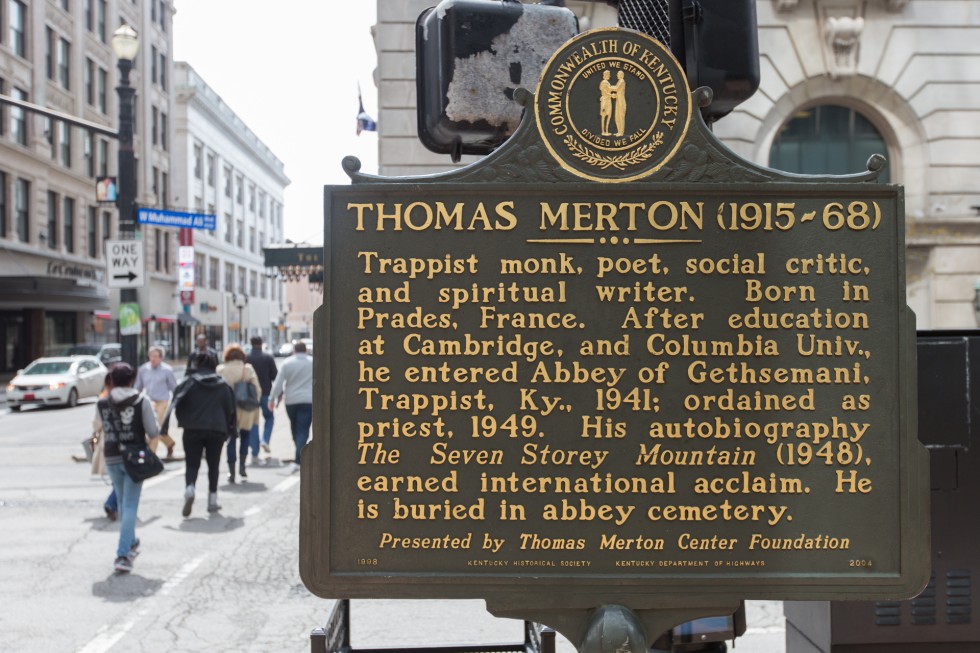 COMMONWEALTH OF KENTUCKY
UNITED WE STAND
DIVIDED WE FALL
THOMAS MERTON (1915-68)
Trappist monk, poet, social critic,
and spiritual writer. Born in
Prades, France. After education
at Cambridge, and Columbia Univ.,
he entered Abbey of Gethsemani,
Trappist, Ky., 1941; ordained as
priest, 1949. His autobiography
The Seven Storey Mountain (1948),
earned international acclaim. He
is buried in abbey cemetery.
Presented by Thomas Merton Center Foundation
1998 KENTUCKY HISTORICAL SOCIETY KENTUCKY DEPARTMENT OF HIGHWAYS 2004
W Muhammad Ali
ONE
WAY